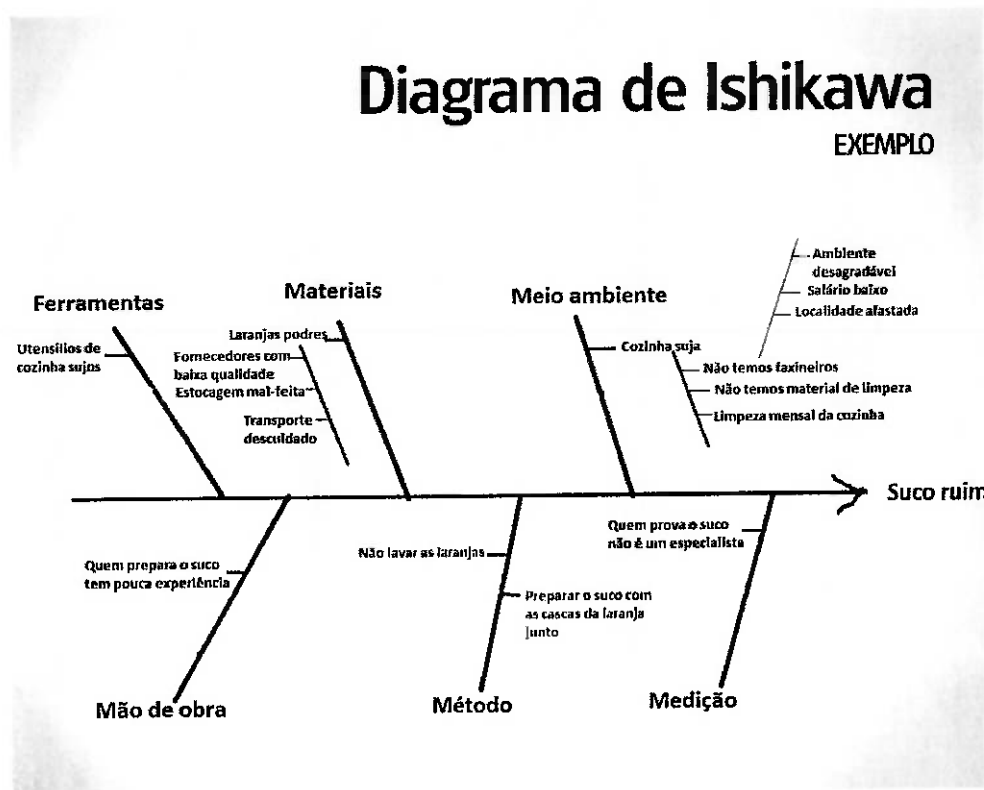 Diagrama de Ishikawa
EXEMPLO
Ambiente
desagradável
Salário baixo
Localidade afastada
Ferramentas
Materiais
Meio ambiente
Utensílios de
cozinha sujos
Laranjas podres
Fornecedores com
baixa qualidade
Estocagem mal-feita
Transporte
descuidado
Cozinha suja
Não temos faxineiros
Não temos material de limpeza
Limpeza mensal da cozinha
Suco ruim
Quem prepara o suco
tem pouca experiência
Não lavar as laranjas
Preparar o suco com
as cascas da laranja
junto
Quem prova o suco
não é um especialista
Mão de obra
Método
Medição